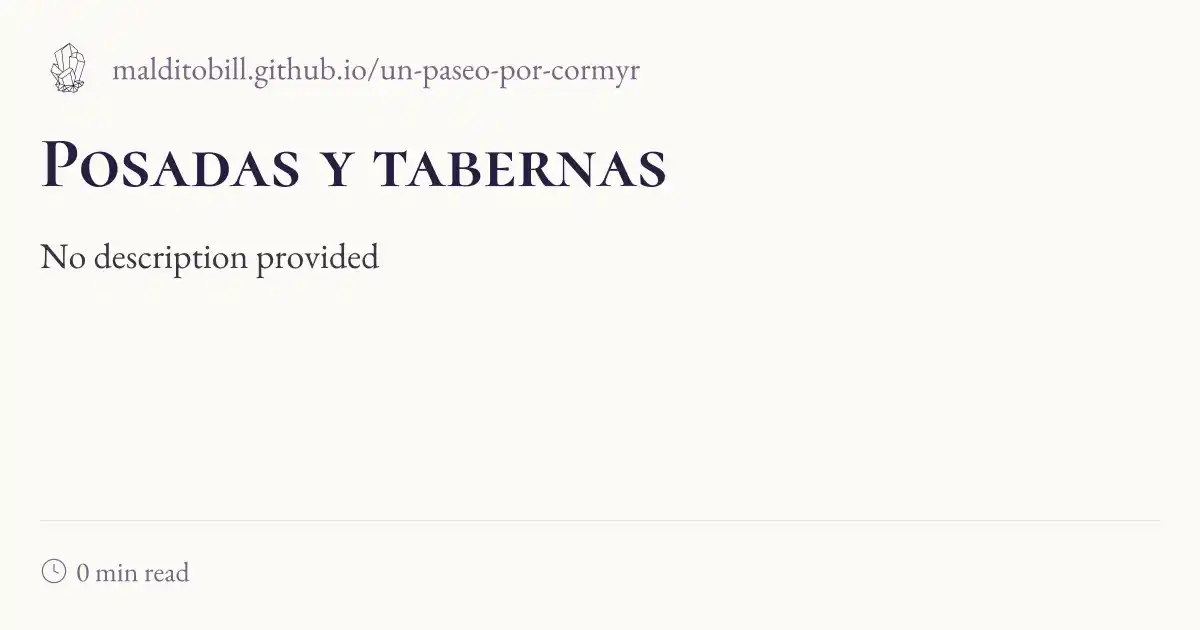 malditobill.github.io/un-paseo-por-cormyr
Posadas y tabernas
No description provided
0 min read